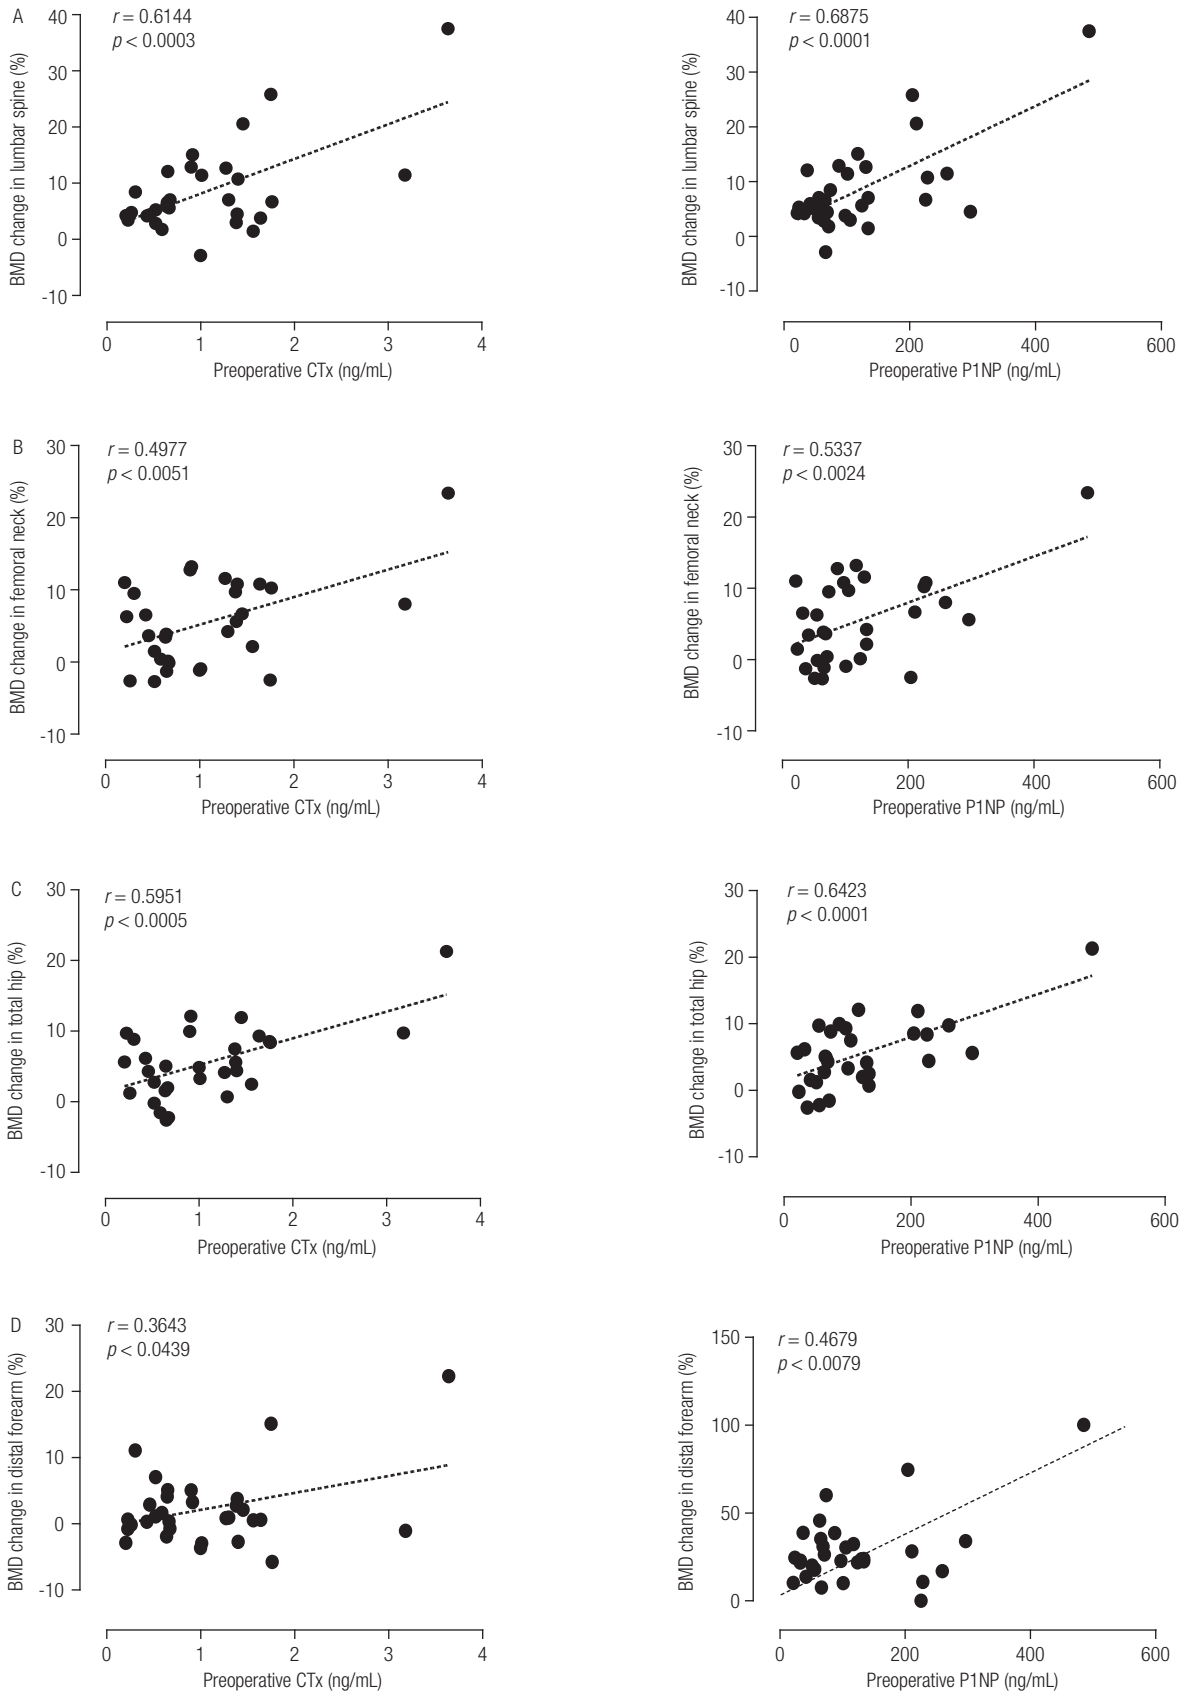 A
r = 0.6144
p < 0.0003
BMD change in lumbar spine (%)
40
30
20
10
0
-10
0 1 2 3 4
Preoperative CTx (ng/mL)
r = 0.6875
p < 0.0001
BMD change in lumbar spine (%)
40
30
20
10
0
-10
0 200 400 600
Preoperative P1NP (ng/mL)
B
r = 0.4977
p < 0.0051
BMD change in femoral neck (%)
30
20
10
0
-10
0 1 2 3 4
Preoperative CTx (ng/mL)
r = 0.5337
p < 0.0024
BMD change in femoral neck (%)
30
20
10
0
-10
0 200 400 600
Preoperative P1NP (ng/mL)
C
r = 0.5951
p < 0.0005
BMD change in total hip (%)
30
20
10
0
-10
0 1 2 3 4
Preoperative CTx (ng/mL)
r = 0.6423
p < 0.0001
BMD change in total hip (%)
30
20
10
0
-10
0 200 400 600
Preoperative P1NP (ng/mL)
D
r = 0.3643
p < 0.0439
BMD change in distal forearm (%)
30
20
10
0
-10
0 1 2 3 4
Preoperative CTx (ng/mL)
r = 0.4679
p < 0.0079
BMD change in distal forearm (%)
150
100
50
0
0 200 400 600
Preoperative P1NP (ng/mL)